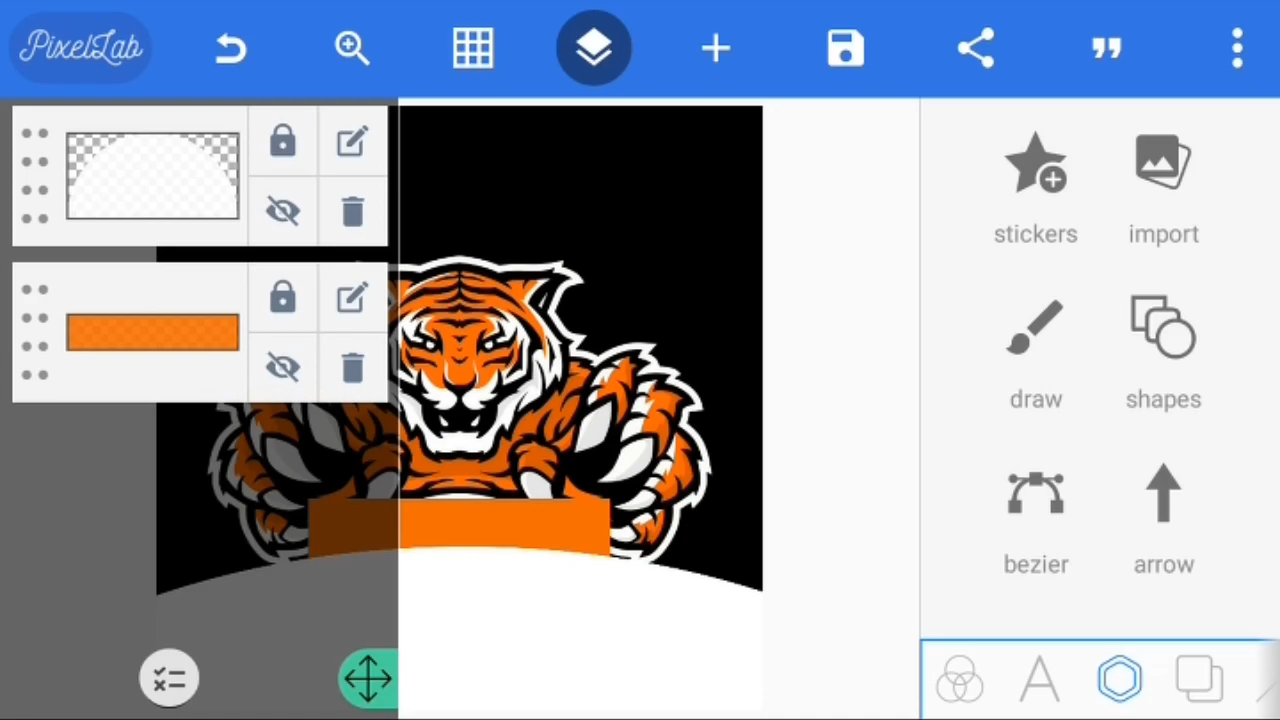 PixelLab
stickers
import
draw
shapes
bezier
arrow